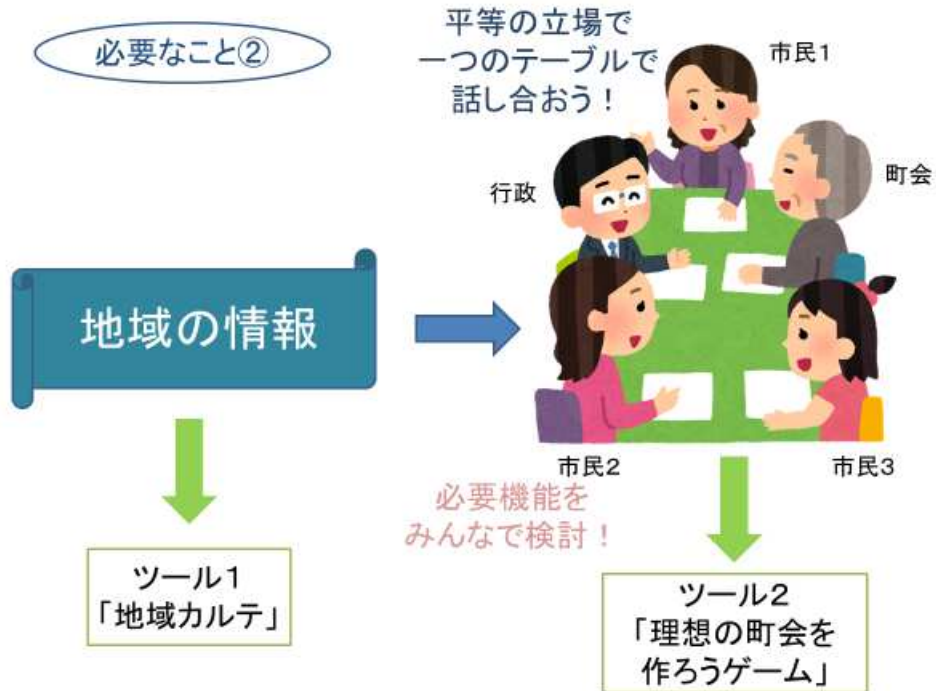 必要なこと②
平等の立場で
一つのテーブルで
話し合おう！
市民1
行政
町会
地域の情報
市民2
市民3
必要機能を
みんなで検討！
ツール1
「地域カルテ」
ツール2
「理想の町会を
作ろうゲーム」